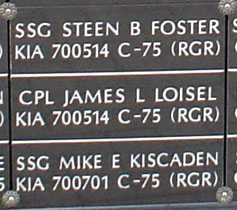 SSG STEEN B FOSTER
KIA 700514 C-75 (RGR)
CPL JAMES L LOISEL
KIA 700514 C-75 (RGR)
SSG MIKE E KISCADEN
KIA 700701 C-75 (RGR)